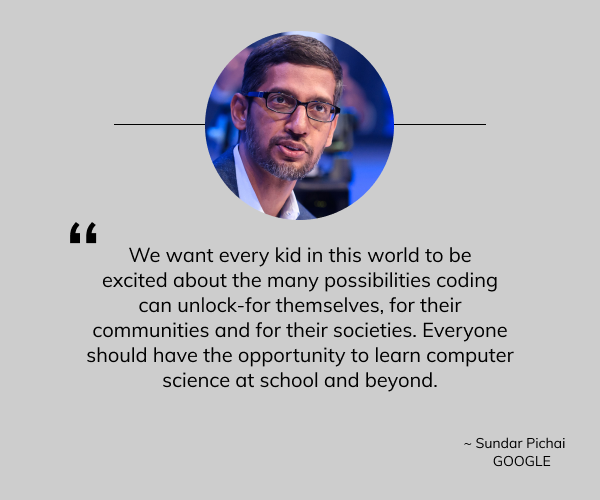 “
We want every kid in this world to be
excited about the many possibilities coding
can unlock-for themselves, for their
communities and for their societies. Everyone
should have the opportunity to learn computer
science at school and beyond.
~ Sundar Pichai
GOOGLE